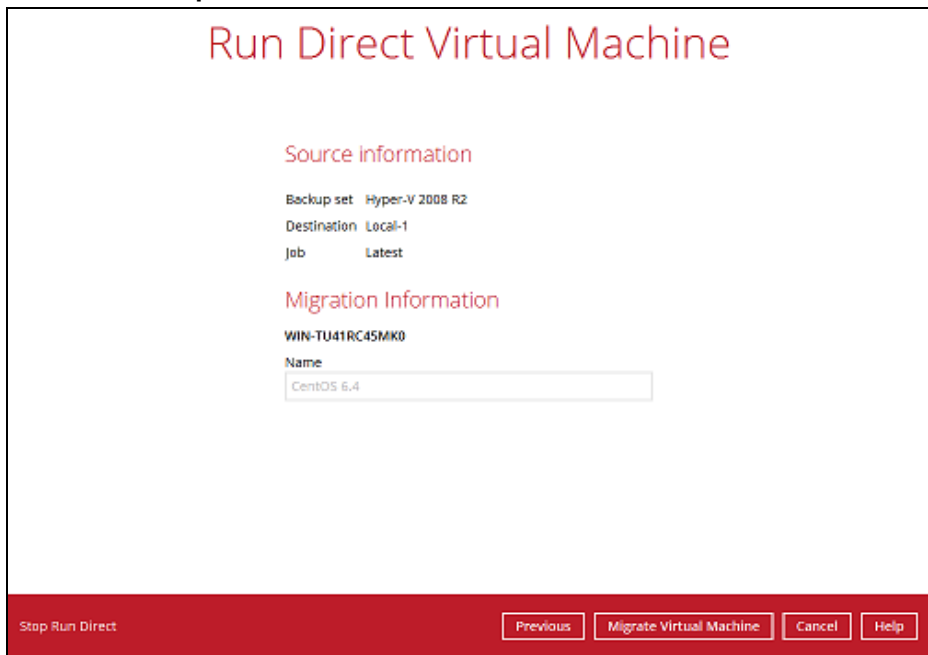 Run Direct Virtual Machine
Source information
Backup set Hyper-V 2008 R2
Destination Local-1
Job Latest
Migration Information
WIN-TU41RC45MK0
Name
CentOS 6.4
Stop Run Direct Previous Migrate Virtual Machine Cancel Help